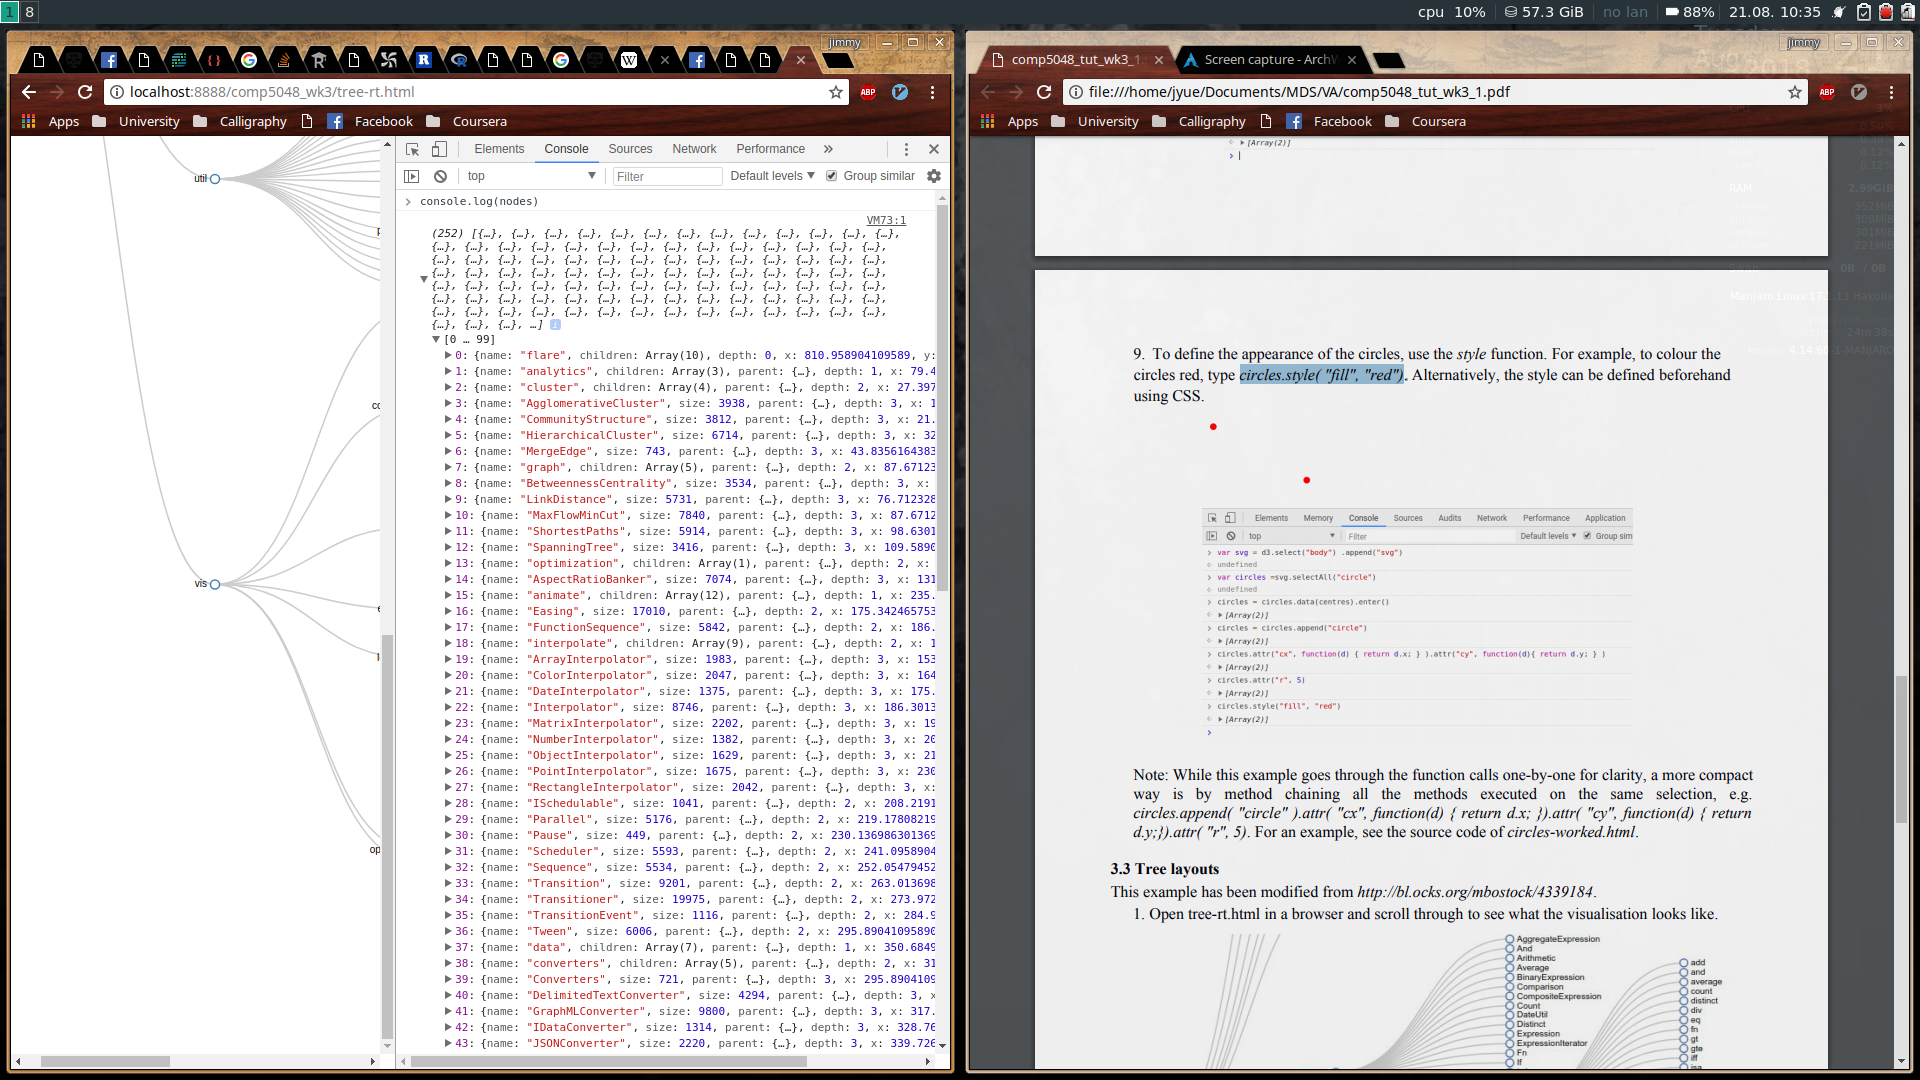 1 8
cpu 10% 57.3 GiB no lan 88% 21.08. 10:35
jimmy
localhost:8888/comp5048_wk3/tree-rt.html
ABP
Apps University Calligraphy Facebook Coursera
util
vis
op
Elements Console Sources Network Performance »
top Filter Default levels Group similar
console.log(nodes)
VM73:1
(252) [{…}, {…}, {…}, {…}, {…}, {…}, {…}, {…}, {…}, {…}, {…}, {…}, {…},
{…}, {…}, {…}, {…}, {…}, {…}, {…}, {…}, {…}, {…}, {…}, {…}, {…}, {…},
{…}, {…}, {…}, {…}, {…}, {…}, {…}, {…}, {…}, {…}, {…}, {…}, {…}, {…},
{…}, {…}, {…}, {…}, {…}, {…}, {…}, {…}, {…}, {…}, {…}, {…}, {…}, {…},
{…}, {…}, {…}, {…}, {…}, {…}, {…}, {…}, {…}, {…}, {…}, {…}, {…}, {…},
{…}, {…}, {…}, {…}, {…}, {…}, {…}, {…}, {…}, {…}, {…}, {…}, {…}, {…},
{…}, {…}, {…}, {…}, {…}, {…}, {…}, {…}, {…}, {…}, {…}, {…}, {…}, {…},
{…}, {…}, {…}, …]
[0 … 99]
0: {name: "flare", children: Array(10), depth: 0, x: 810.958904109589, y:
1: {name: "analytics", children: Array(3), parent: {…}, depth: 1, x: 79.4
2: {name: "cluster", children: Array(4), parent: {…}, depth: 2, x: 27.397
3: {name: "AgglomerativeCluster", size: 3938, parent: {…}, depth: 3, x: 1
4: {name: "CommunityStructure", size: 3812, parent: {…}, depth: 3, x: 21.
5: {name: "HierarchicalCluster", size: 6714, parent: {…}, depth: 3, x: 32
6: {name: "MergeEdge", size: 743, parent: {…}, depth: 3, x: 43.8356164383
7: {name: "graph", children: Array(5), parent: {…}, depth: 2, x: 87.67123
8: {name: "BetweennessCentrality", size: 3534, parent: {…}, depth: 3, x:
9: {name: "LinkDistance", size: 5731, parent: {…}, depth: 3, x: 76.712328
10: {name: "MaxFlowMinCut", size: 7840, parent: {…}, depth: 3, x: 87.6712
11: {name: "ShortestPaths", size: 5914, parent: {…}, depth: 3, x: 98.6301
12: {name: "SpanningTree", size: 3416, parent: {…}, depth: 3, x: 109.5890
13: {name: "optimization", children: Array(1), parent: {…}, depth: 2, x:
14: {name: "AspectRatioBanker", size: 7074, parent: {…}, depth: 3, x: 131
15: {name: "animate", children: Array(12), parent: {…}, depth: 1, x: 235.
16: {name: "Easing", size: 17010, parent: {…}, depth: 2, x: 175.342465753
17: {name: "FunctionSequence", size: 5842, parent: {…}, depth: 2, x: 186.
18: {name: "interpolate", children: Array(9), parent: {…}, depth: 2, x: 1
19: {name: "ArrayInterpolator", size: 1983, parent: {…}, depth: 3, x: 153
20: {name: "ColorInterpolator", size: 2047, parent: {…}, depth: 3, x: 164
21: {name: "DateInterpolator", size: 1375, parent: {…}, depth: 3, x: 175.
22: {name: "Interpolator", size: 8746, parent: {…}, depth: 3, x: 186.3013
23: {name: "MatrixInterpolator", size: 2202, parent: {…}, depth: 3, x: 19
24: {name: "NumberInterpolator", size: 1382, parent: {…}, depth: 3, x: 20
25: {name: "ObjectInterpolator", size: 1629, parent: {…}, depth: 3, x: 21
26: {name: "PointInterpolator", size: 1675, parent: {…}, depth: 3, x: 230
27: {name: "RectangleInterpolator", size: 2042, parent: {…}, depth: 3, x:
28: {name: "ISchedulable", size: 1041, parent: {…}, depth: 2, x: 208.2191
29: {name: "Parallel", size: 5176, parent: {…}, depth: 2, x: 219.17808219
30: {name: "Pause", size: 449, parent: {…}, depth: 2, x: 230.136986301369
31: {name: "Scheduler", size: 5593, parent: {…}, depth: 2, x: 241.0958904
32: {name: "Sequence", size: 5534, parent: {…}, depth: 2, x: 252.05479452
33: {name: "Transition", size: 9201, parent: {…}, depth: 2, x: 263.013698
34: {name: "Transitioner", size: 19975, parent: {…}, depth: 2, x: 273.972
35: {name: "TransitionEvent", size: 1116, parent: {…}, depth: 2, x: 284.9
36: {name: "Tween", size: 6006, parent: {…}, depth: 2, x: 295.89041095890
37: {name: "data", children: Array(7), parent: {…}, depth: 1, x: 350.6849
38: {name: "converters", children: Array(5), parent: {…}, depth: 2, x: 31
39: {name: "Converters", size: 721, parent: {…}, depth: 3, x: 295.8904109
40: {name: "DelimitedTextConverter", size: 4294, parent: {…}, depth: 3, x
41: {name: "GraphMLConverter", size: 9800, parent: {…}, depth: 3, x: 317.
42: {name: "IDataConverter", size: 1314, parent: {…}, depth: 3, x: 328.76
43: {name: "JSONConverter", size: 2220, parent: {…}, depth: 3, x: 339.726
jimmy
comp5048_tut_wk3_1. Screen capture - ArchW
file:///home/jyue/Documents/MDS/VA/comp5048_tut_wk3_1.pdf
ABP
Apps University Calligraphy Facebook Coursera
[Array(2)]
RAM 2.99GiB
352MiB
308MiB
301MiB
221MiB
Swap 0B / 0B
24m 38s
9. To define the appearance of the circles, use the style function. For example, to colour the
circles red, type circles.style( "fill", "red"). Alternatively, the style can be defined beforehand
using CSS.
Elements Memory Console Sources Audits Network Performance Application
top Filter Default levels Group sim
var svg = d3.select("body") .append("svg")
undefined
var circles =svg.selectAll("circle")
undefined
circles = circles.data(centres).enter()
[Array(2)]
circles = circles.append("circle")
[Array(2)]
circles.attr("cx", function(d) { return d.x; } ).attr("cy", function(d){ return d.y; } )
[Array(2)]
circles.attr("r", 5)
[Array(2)]
circles.style("fill", "red")
[Array(2)]
Note: While this example goes through the function calls one-by-one for clarity, a more compact
way is by method chaining all the methods executed on the same selection, e.g.
circles.append( "circle" ).attr( "cx", function(d) { return d.x; }).attr( "cy", function(d) { return
d.y;}).attr( "r", 5). For an example, see the source code of circles-worked.html.
3.3 Tree layouts
This example has been modified from http://bl.ocks.org/mbostock/4339184.
1. Open tree-rt.html in a browser and scroll through to see what the visualisation looks like.
AggregateExpression
And
Arithmetic
Average
BinaryExpression
Comparison
CompositeExpression
Count
DateUtil
Distinct
Expression
ExpressionIterator
Fn
If
add
and
average
count
distinct
div
eq
fn
gt
gte
iff
isa